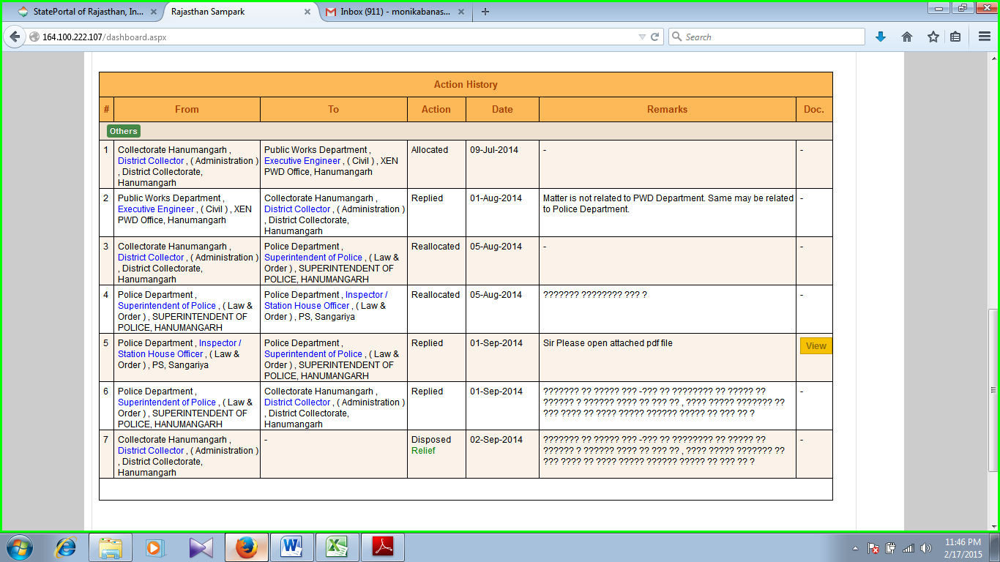 StatePortal of Rajasthan, In...
Rajasthan Sampark
Inbox (911) - monikabanas...
164.100.222.107/dashboard.aspx
Search
Action History
# From To Action Date Remarks Doc.
Others
1 Collectorate Hanumangarh , District Collector , ( Administration ) , District Collectorate, Hanumangarh
Public Works Department , Executive Engineer , ( Civil ) , XEN PWD Office, Hanumangarh
Allocated 09-Jul-2014 - -
2 Public Works Department , Executive Engineer , ( Civil ) , XEN PWD Office, Hanumangarh
Collectorate Hanumangarh , District Collector , ( Administration ) , District Collectorate, Hanumangarh
Replied 01-Aug-2014 Matter is not related to PWD Department. Same may be related to Police Department. -
3 Collectorate Hanumangarh , District Collector , ( Administration ) , District Collectorate, Hanumangarh
Police Department , Superintendent of Police , ( Law & Order ) , SUPERINTENDENT OF POLICE, HANUMANGARH
Reallocated 05-Aug-2014 - -
4 Police Department , Superintendent of Police , ( Law & Order ) , SUPERINTENDENT OF POLICE, HANUMANGARH
Police Department , Inspector / Station House Officer , ( Law & Order ) , PS, Sangariya
Reallocated 05-Aug-2014 ??????? ???????? ??? ? -
5 Police Department , Inspector / Station House Officer , ( Law & Order ) , PS, Sangariya
Police Department , Superintendent of Police , ( Law & Order ) , SUPERINTENDENT OF POLICE, HANUMANGARH
Replied 01-Sep-2014 Sir Please open attached pdf file View
6 Police Department , Superintendent of Police , ( Law & Order ) , SUPERINTENDENT OF POLICE, HANUMANGARH
Collectorate Hanumangarh , District Collector , ( Administration ) , District Collectorate, Hanumangarh
Replied 01-Sep-2014 ??????? ?? ????? ??? -??? ?? ???????? ?? ????? ?? ?????? ? ?????? ???? ?? ??? ?? , ???? ????? ??????? ?? ??? ???? ?? ???? ????? ?????? ????? ?? ??? ?? ? -
7 Collectorate Hanumangarh , District Collector , ( Administration ) , District Collectorate, Hanumangarh
-
Disposed Relief 02-Sep-2014 ??????? ?? ????? ??? -??? ?? ???????? ?? ????? ?? ?????? ? ?????? ???? ?? ??? ?? , ???? ????? ??????? ?? ??? ???? ?? ???? ????? ?????? ????? ?? ??? ?? ? -
11:46 PM
2/17/2015